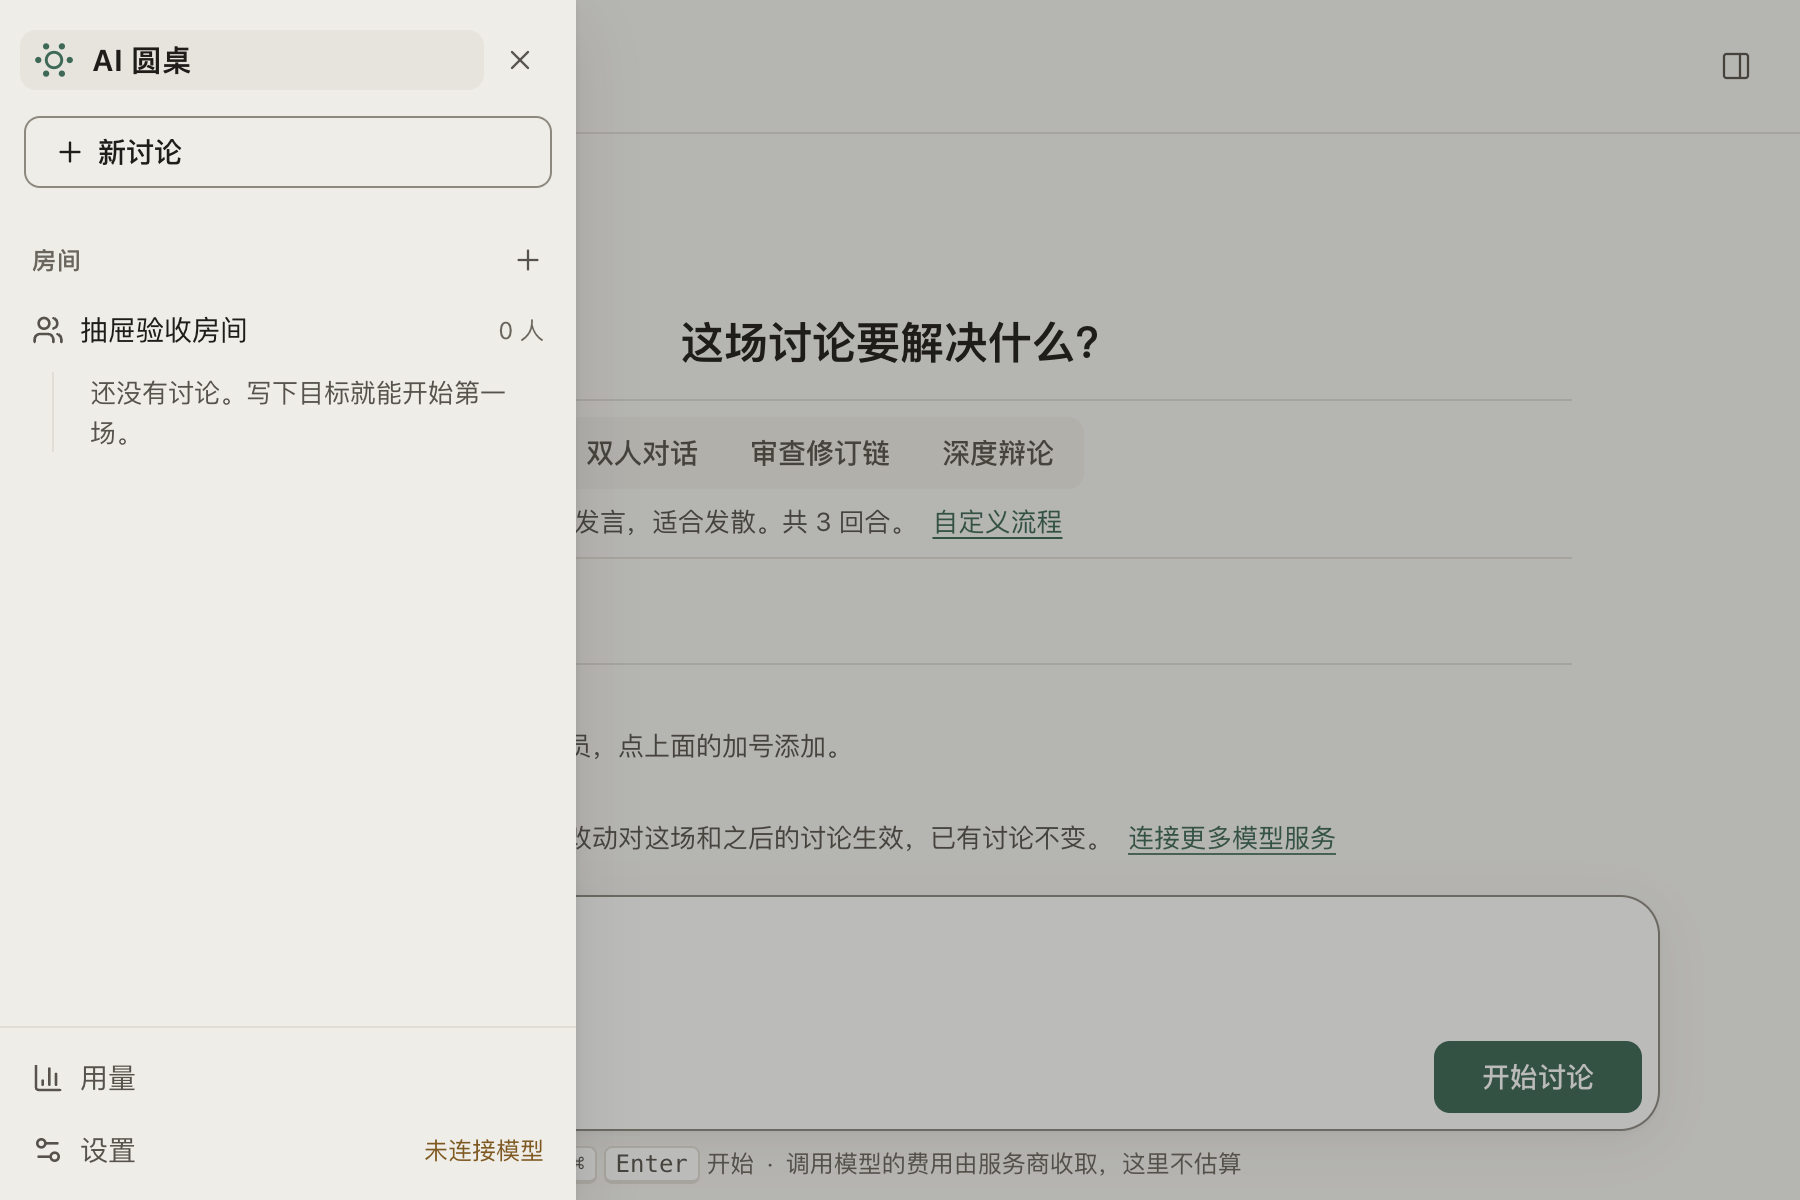 AI 圆桌
新讨论
房间
抽屉验收房间 0 人
还没有讨论。写下目标就能开始第一
场。
用量
设置 未连接模型
这场讨论要解决什么?
双人对话 审查修订链 深度辩论
发言，适合发散。共 3 回合。 自定义流程
员，点上面的加号添加。
改动对这场和之后的讨论生效，已有讨论不变。 连接更多模型服务
开始讨论
⌘ Enter 开始 · 调用模型的费用由服务商收取，这里不估算